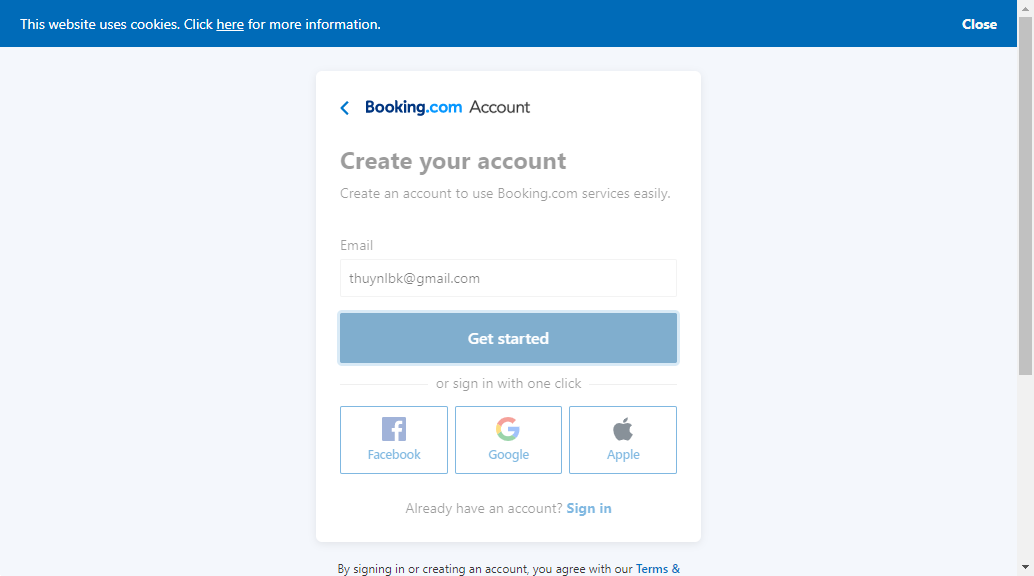 This website uses cookies. Click here for more information.
Close
Booking.com Account
Create your account
Create an account to use Booking.com services easily.
Email
thuynlbk@gmail.com
Get started
or sign in with one click
Facebook
Google
Apple
Already have an account? Sign in
By signing in or creating an account, you agree with our Terms &